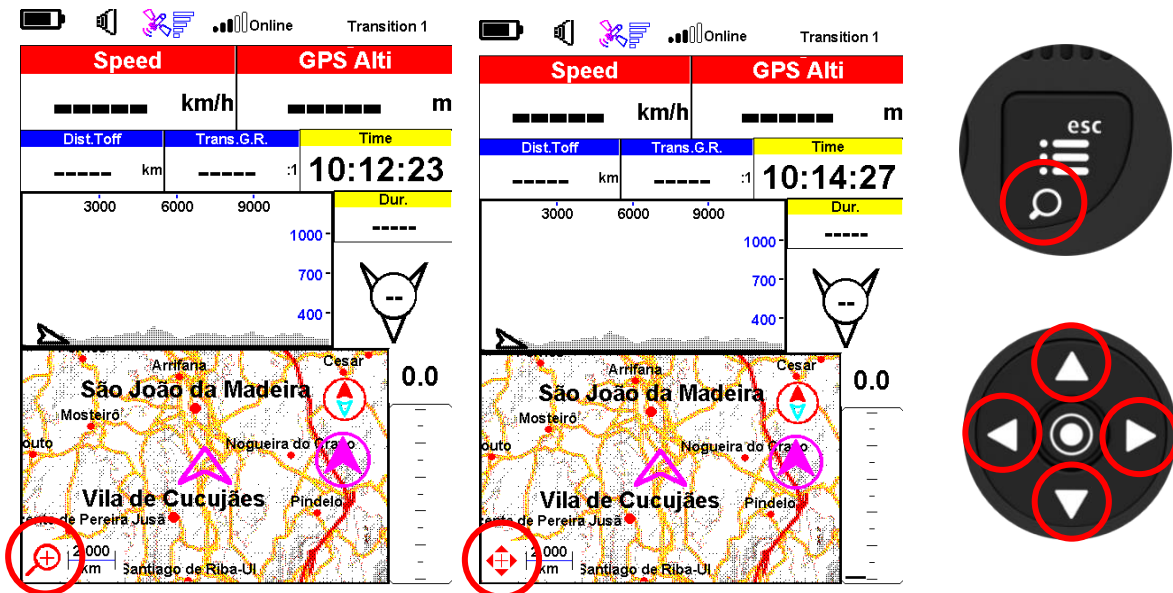 Online Transition 1
Speed GPS Alti
km/h m
Dist.Toff Trans.G.R. Time
----- km ----- :1 10:12:23
3000 6000 9000 Dur.
-----
1000
700
--
400
Arrifana Cesar
São João da Madeira 0.0
Mosteirô
outo Nogueira do
Vila de Cucujães Pindelo
de Pereira Jusã
2,000
km Santiago de Riba-Ul
Online Transition 1
Speed GPS Alti
km/h m
Dist.Toff Trans.G.R. Time
----- km ----- :1 10:14:27
3000 6000 9000 Dur.
-----
1000
700
--
400
Arrifana Cesar
São João da Madeira 0.0
Mosteirô
outo Nogueira do
Vila de Cucujães Pindelo
de Pereira Jusã
km Santiago de Riba-Ul
esc